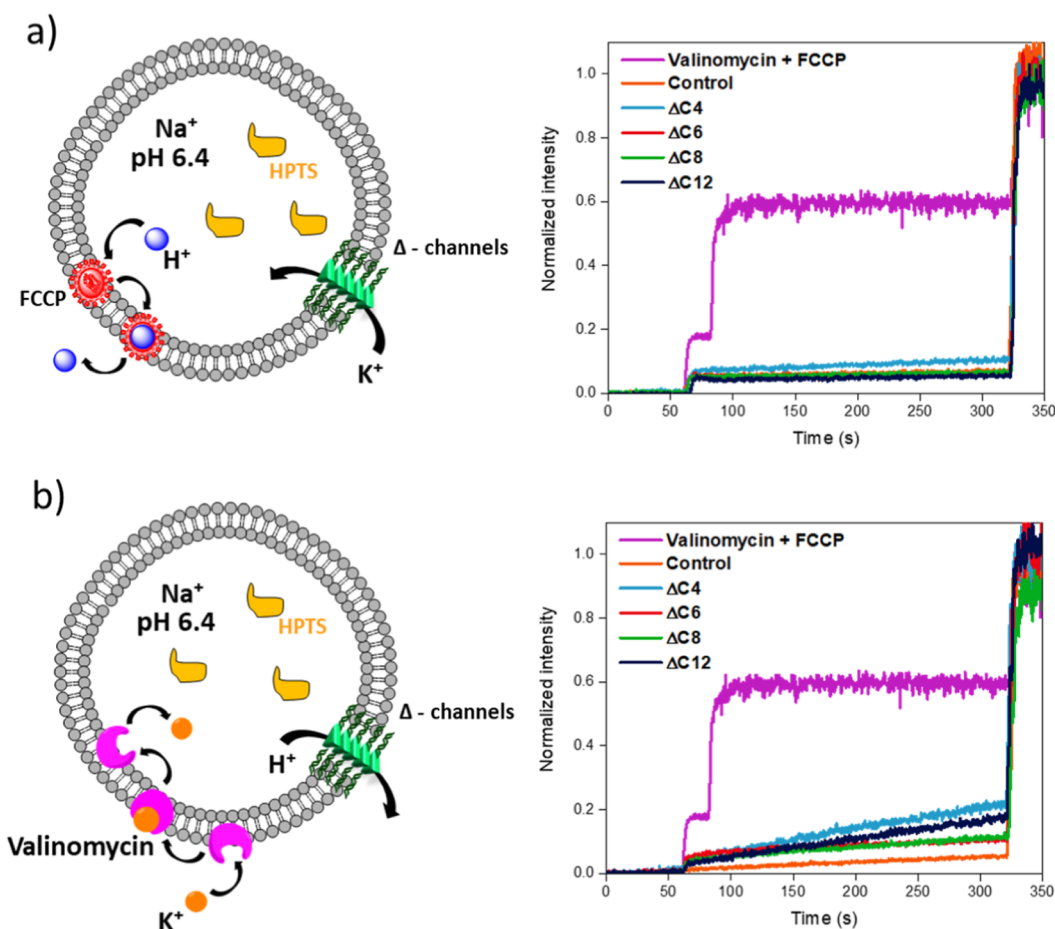 a)
Na⁺
pH 6.4
HPTS
H⁺
FCCP
Δ - channels
K⁺
Valinomycin + FCCP
Control
ΔC4
ΔC6
ΔC8
ΔC12
Normalized intensity
1.0
0.8
0.6
0.4
0.2
0.0
0 50 100 150 200 250 300 350
Time (s)
b)
Na⁺
pH 6.4
HPTS
Δ - channels
H⁺
Valinomycin
K⁺
Valinomycin + FCCP
Control
ΔC4
ΔC6
ΔC8
ΔC12
Normalized intensity
1.0
0.8
0.6
0.4
0.2
0.0
0 50 100 150 200 250 300 350
Time (s)